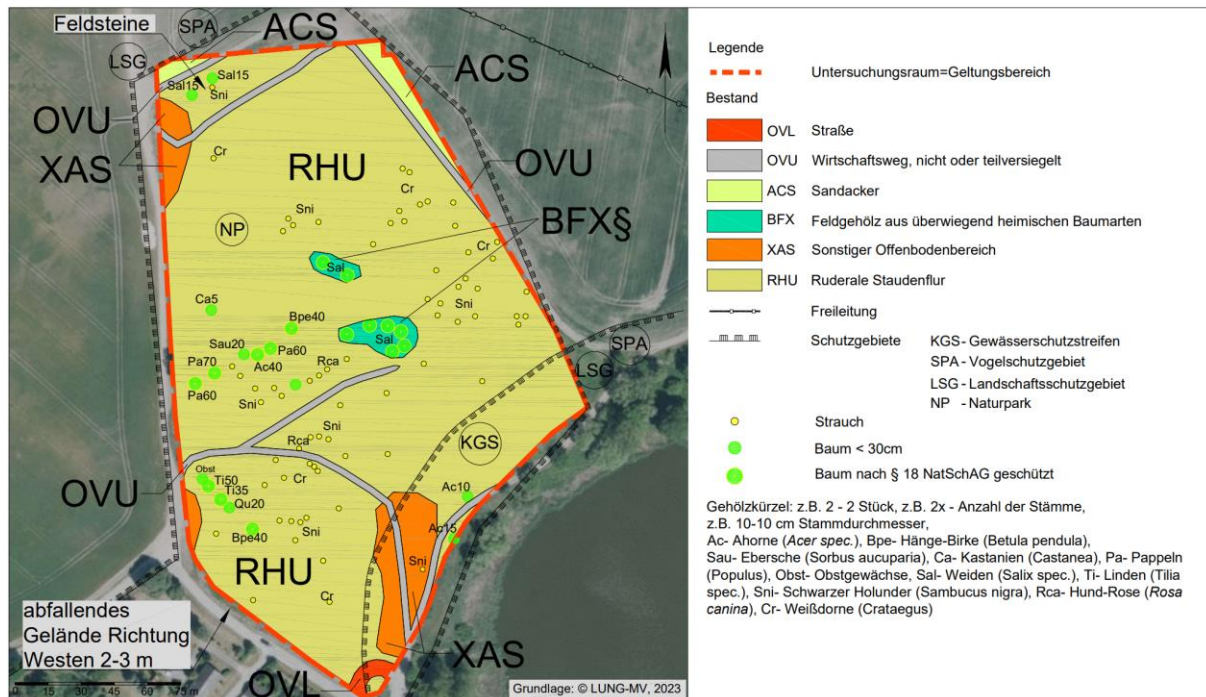 Feldsteine
SPA
ACS
LSG
ACS
Sal15
Sal15
Sni
OVU
XAS
Cr
RHU
OVU
Cr
Sni
NP
BFX§
Cr
Sal
Sni
Ca5
Bpe40
Sau20
Pa60
Sal
Ac40
Rca
Pa70
Pa60
SPA
LSG
Sni
Sni
Rca
KGS
Obst
Cr
OVU
Ti50
Ti35
Qu20
Ac10
Bpe40
Sni
Ac15
Sni
RHU
Cr
abfallendes
Gelände Richtung
Westen 2-3 m
XAS
OVL
0 15 30 45 60 75 m
Grundlage: © LUNG-MV, 2023
Legende
Untersuchungsraum=Geltungsbereich
Bestand
OVL Straße
OVU Wirtschaftsweg, nicht oder teilversiegelt
ACS Sandacker
BFX Feldgehölz aus überwiegend heimischen Baumarten
XAS Sonstiger Offenbodenbereich
RHU Ruderale Staudenflur
Freileitung
Schutzgebiete KGS- Gewässerschutzstreifen
SPA - Vogelschutzgebiet
LSG - Landschaftsschutzgebiet
NP - Naturpark
Strauch
Baum < 30cm
Baum nach § 18 NatSchAG geschützt
Gehölzkürzel: z.B. 2 - 2 Stück, z.B. 2x - Anzahl der Stämme,
z.B. 10-10 cm Stammdurchmesser,
Ac- Ahorne (Acer spec.), Bpe- Hänge-Birke (Betula pendula),
Sau- Ebersche (Sorbus aucuparia), Ca- Kastanien (Castanea), Pa- Pappeln
(Populus), Obst- Obstgewächse, Sal- Weiden (Salix spec.), Ti- Linden (Tilia
spec.), Sni- Schwarzer Holunder (Sambucus nigra), Rca- Hund-Rose (Rosa
canina), Cr- Weißdorne (Crataegus)